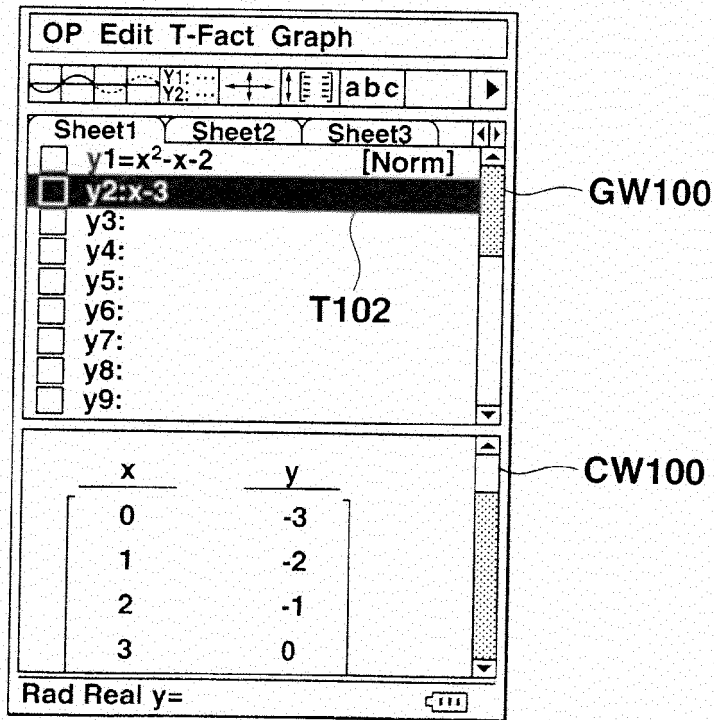 OP Edit T-Fact Graph
Y1: ... Y2: ... abc
Sheet1 Sheet2 Sheet3
y1=x²-x-2 [Norm]
y2:x-3
y3:
y4:
y5:
y6:
y7:
y8:
y9:
GW100
T102
x y
0 -3
1 -2
2 -1
3 0
CW100
Rad Real y=